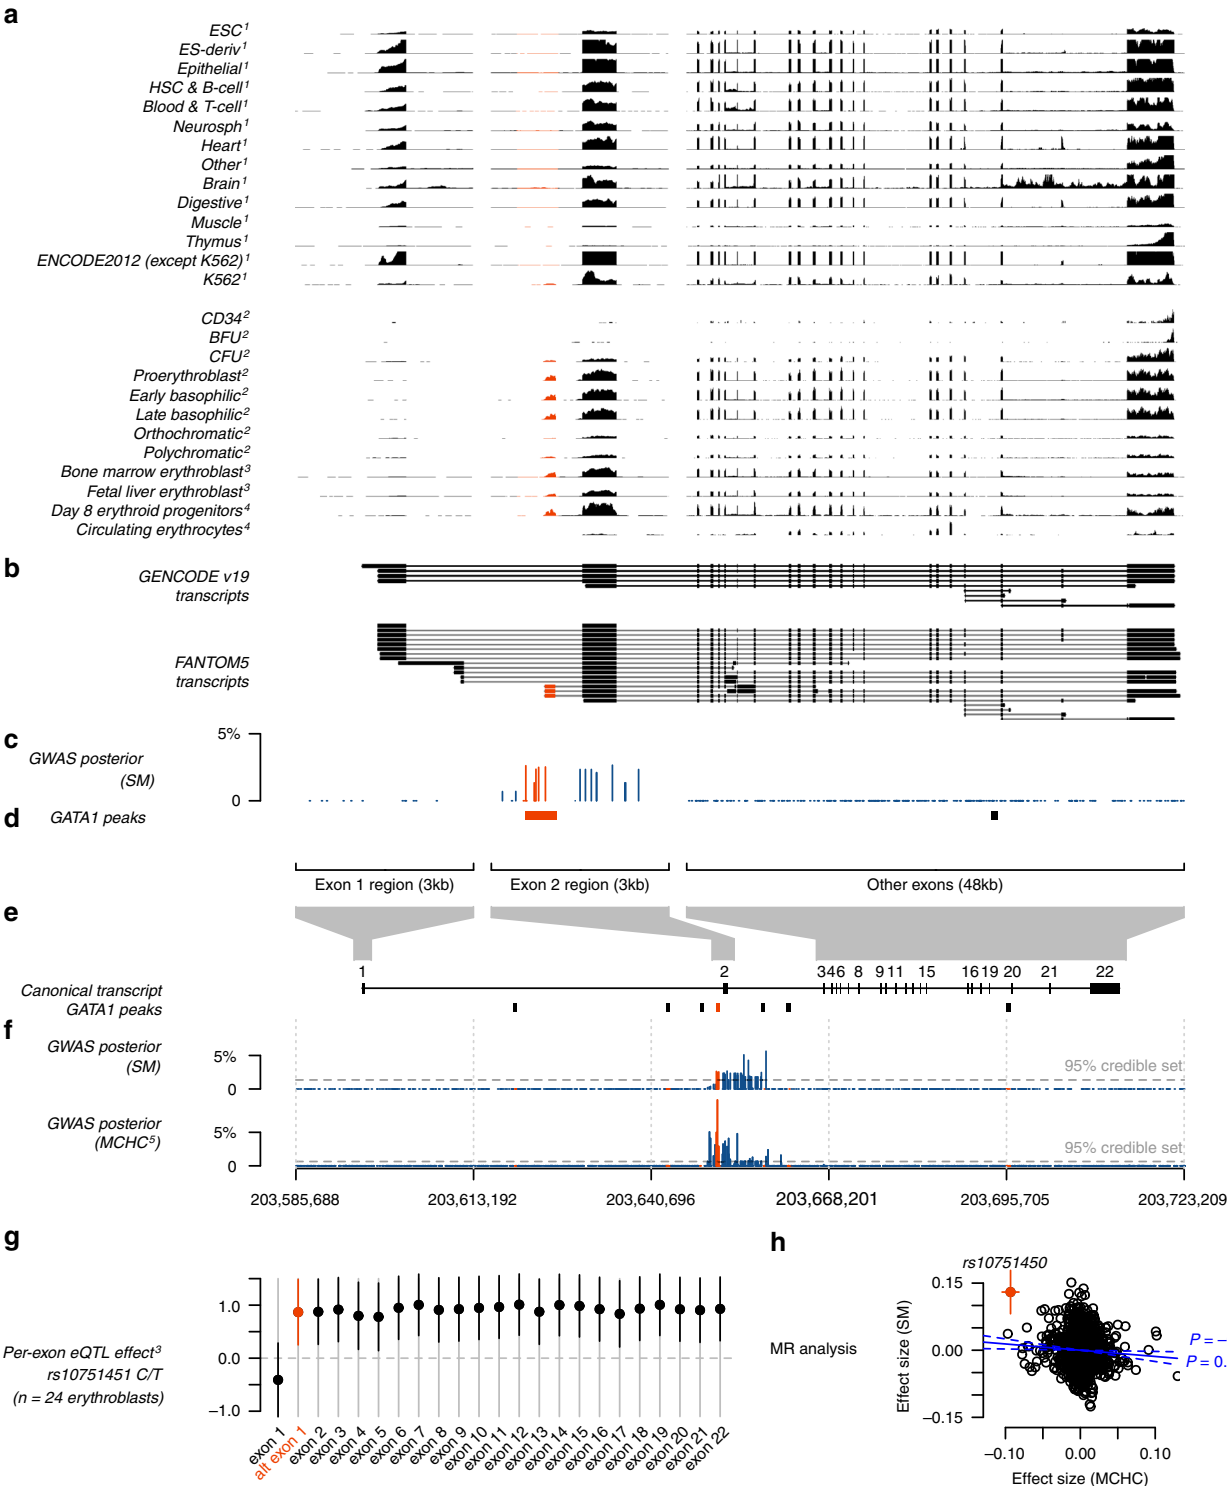 a
ESC1
ES-deriv1
Epithelial1
HSC & B-cell1
Blood & T-cell1
Neurosph1
Heart1
Other1
Brain1
Digestive1
Muscle1
Thymus1
ENCODE2012 (except K562)1
K5621
CD342
BFU2
CFU2
Proerythroblast2
Early basophilic2
Late basophilic2
Orthochromatic2
Polychromatic2
Bone marrow erythroblast3
Fetal liver erythroblast3
Day 8 erythroid progenitors4
Circulating erythrocytes4
b
GENCODE v19
transcripts
FANTOM5
transcripts
c
GWAS posterior
(SM)
5%
0
d
GATA1 peaks
Exon 1 region (3kb)
Exon 2 region (3kb)
Other exons (48kb)
e
1
2
3 4 6 8 9 11 15 16 19 20 21 22
Canonical transcript
GATA1 peaks
f
GWAS posterior
(SM)
5%
0
95% credible set
GWAS posterior
(MCHC5)
5%
0
95% credible set
203,585,688
203,613,192
203,640,696
203,668,201
203,695,705
203,723,209
g
Per-exon eQTL effect3
rs10751451 C/T
(n = 24 erythroblasts)
1.0
0.0
−1.0
exon 1
alt exon 1
exon 2
exon 3
exon 4
exon 5
exon 6
exon 7
exon 8
exon 9
exon 10
exon 11
exon 12
exon 13
exon 14
exon 15
exon 16
exon 17
exon 18
exon 19
exon 20
exon 21
exon 22
h
MR analysis
rs10751450
Effect size (SM)
0.15
0.00
−0.15
P = −
P = 0.
−0.10
0.00
0.10
Effect size (MCHC)